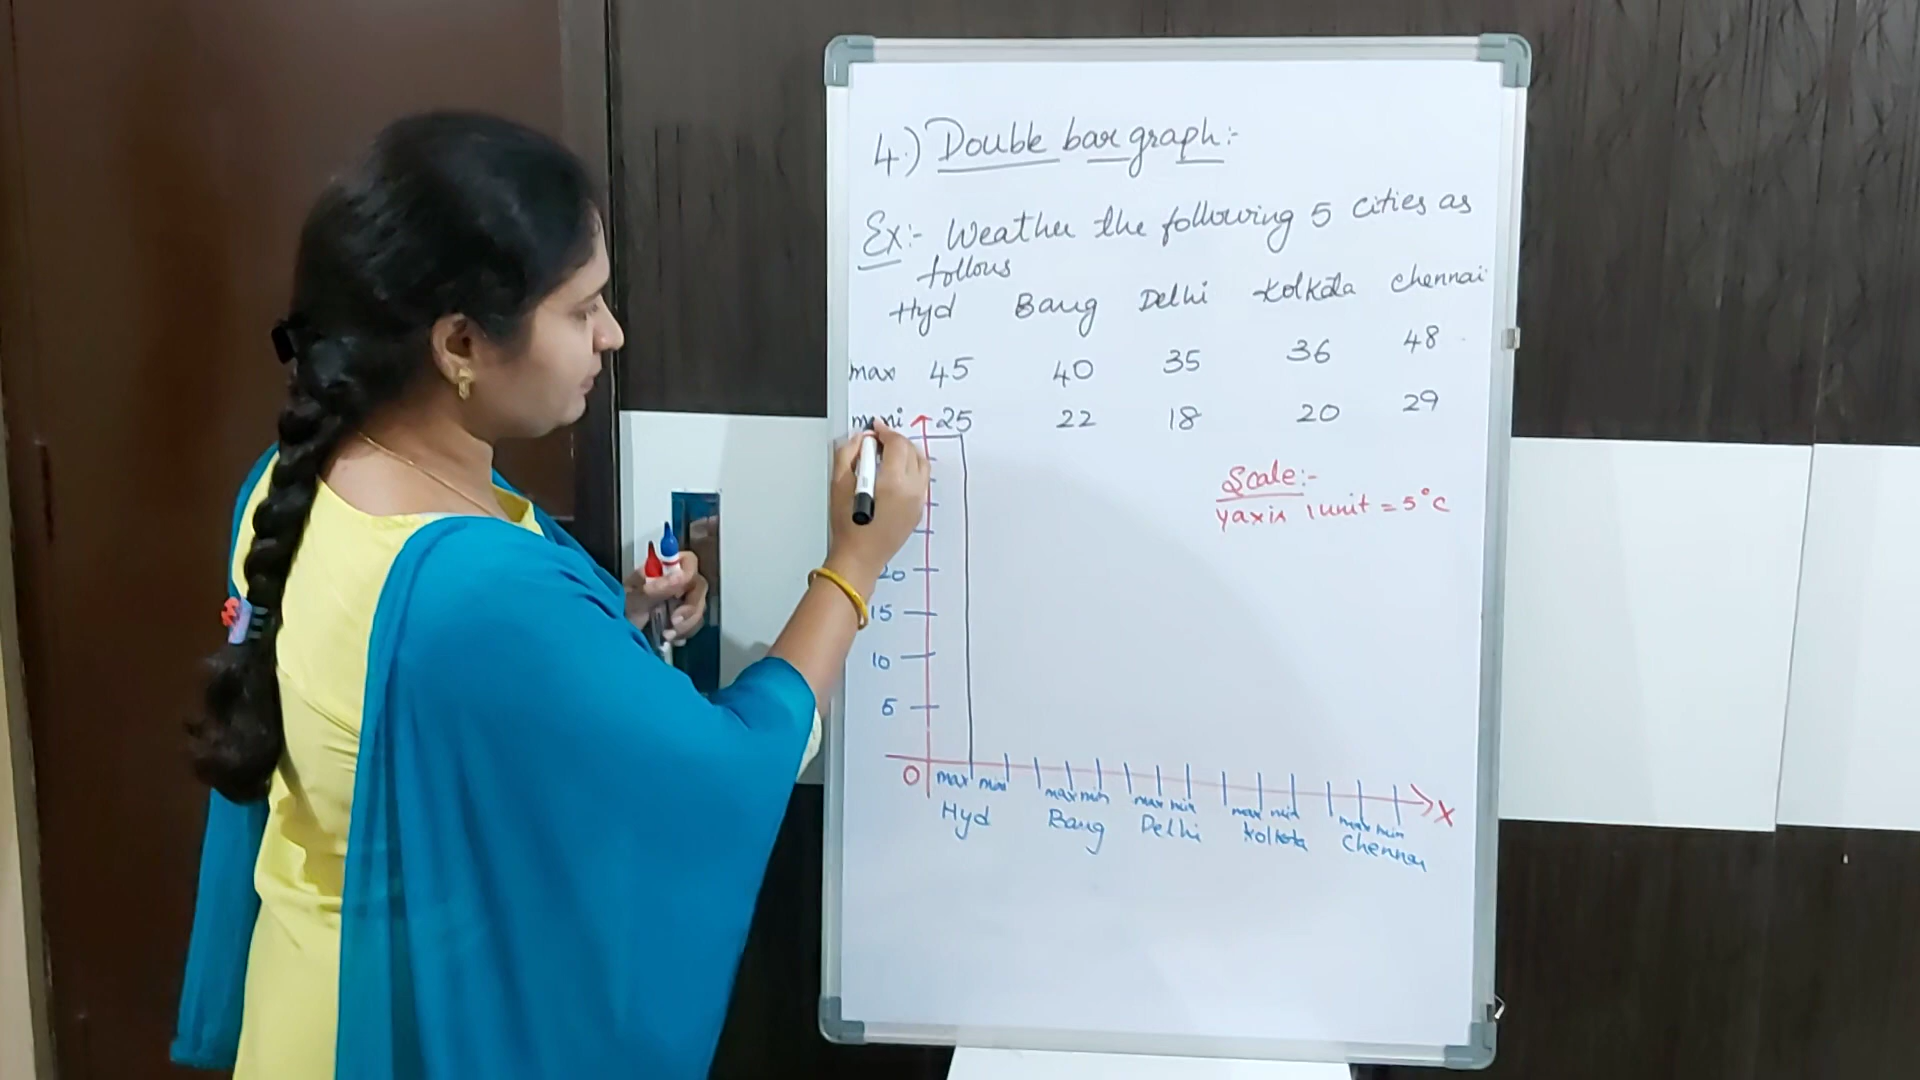 4.) Double bar graph:-
Ex:- Weather the following 5 cities as
follows
Hyd Bang Delhi Kolkata Chennai
max 45 40 35 36 48
mini 25 22 18 20 29
Scale:-
y axis 1 unit = 5°C
20
15
10
5
0 max min max min max min max min max min X
Hyd Bang Delhi Kolkata Chennai